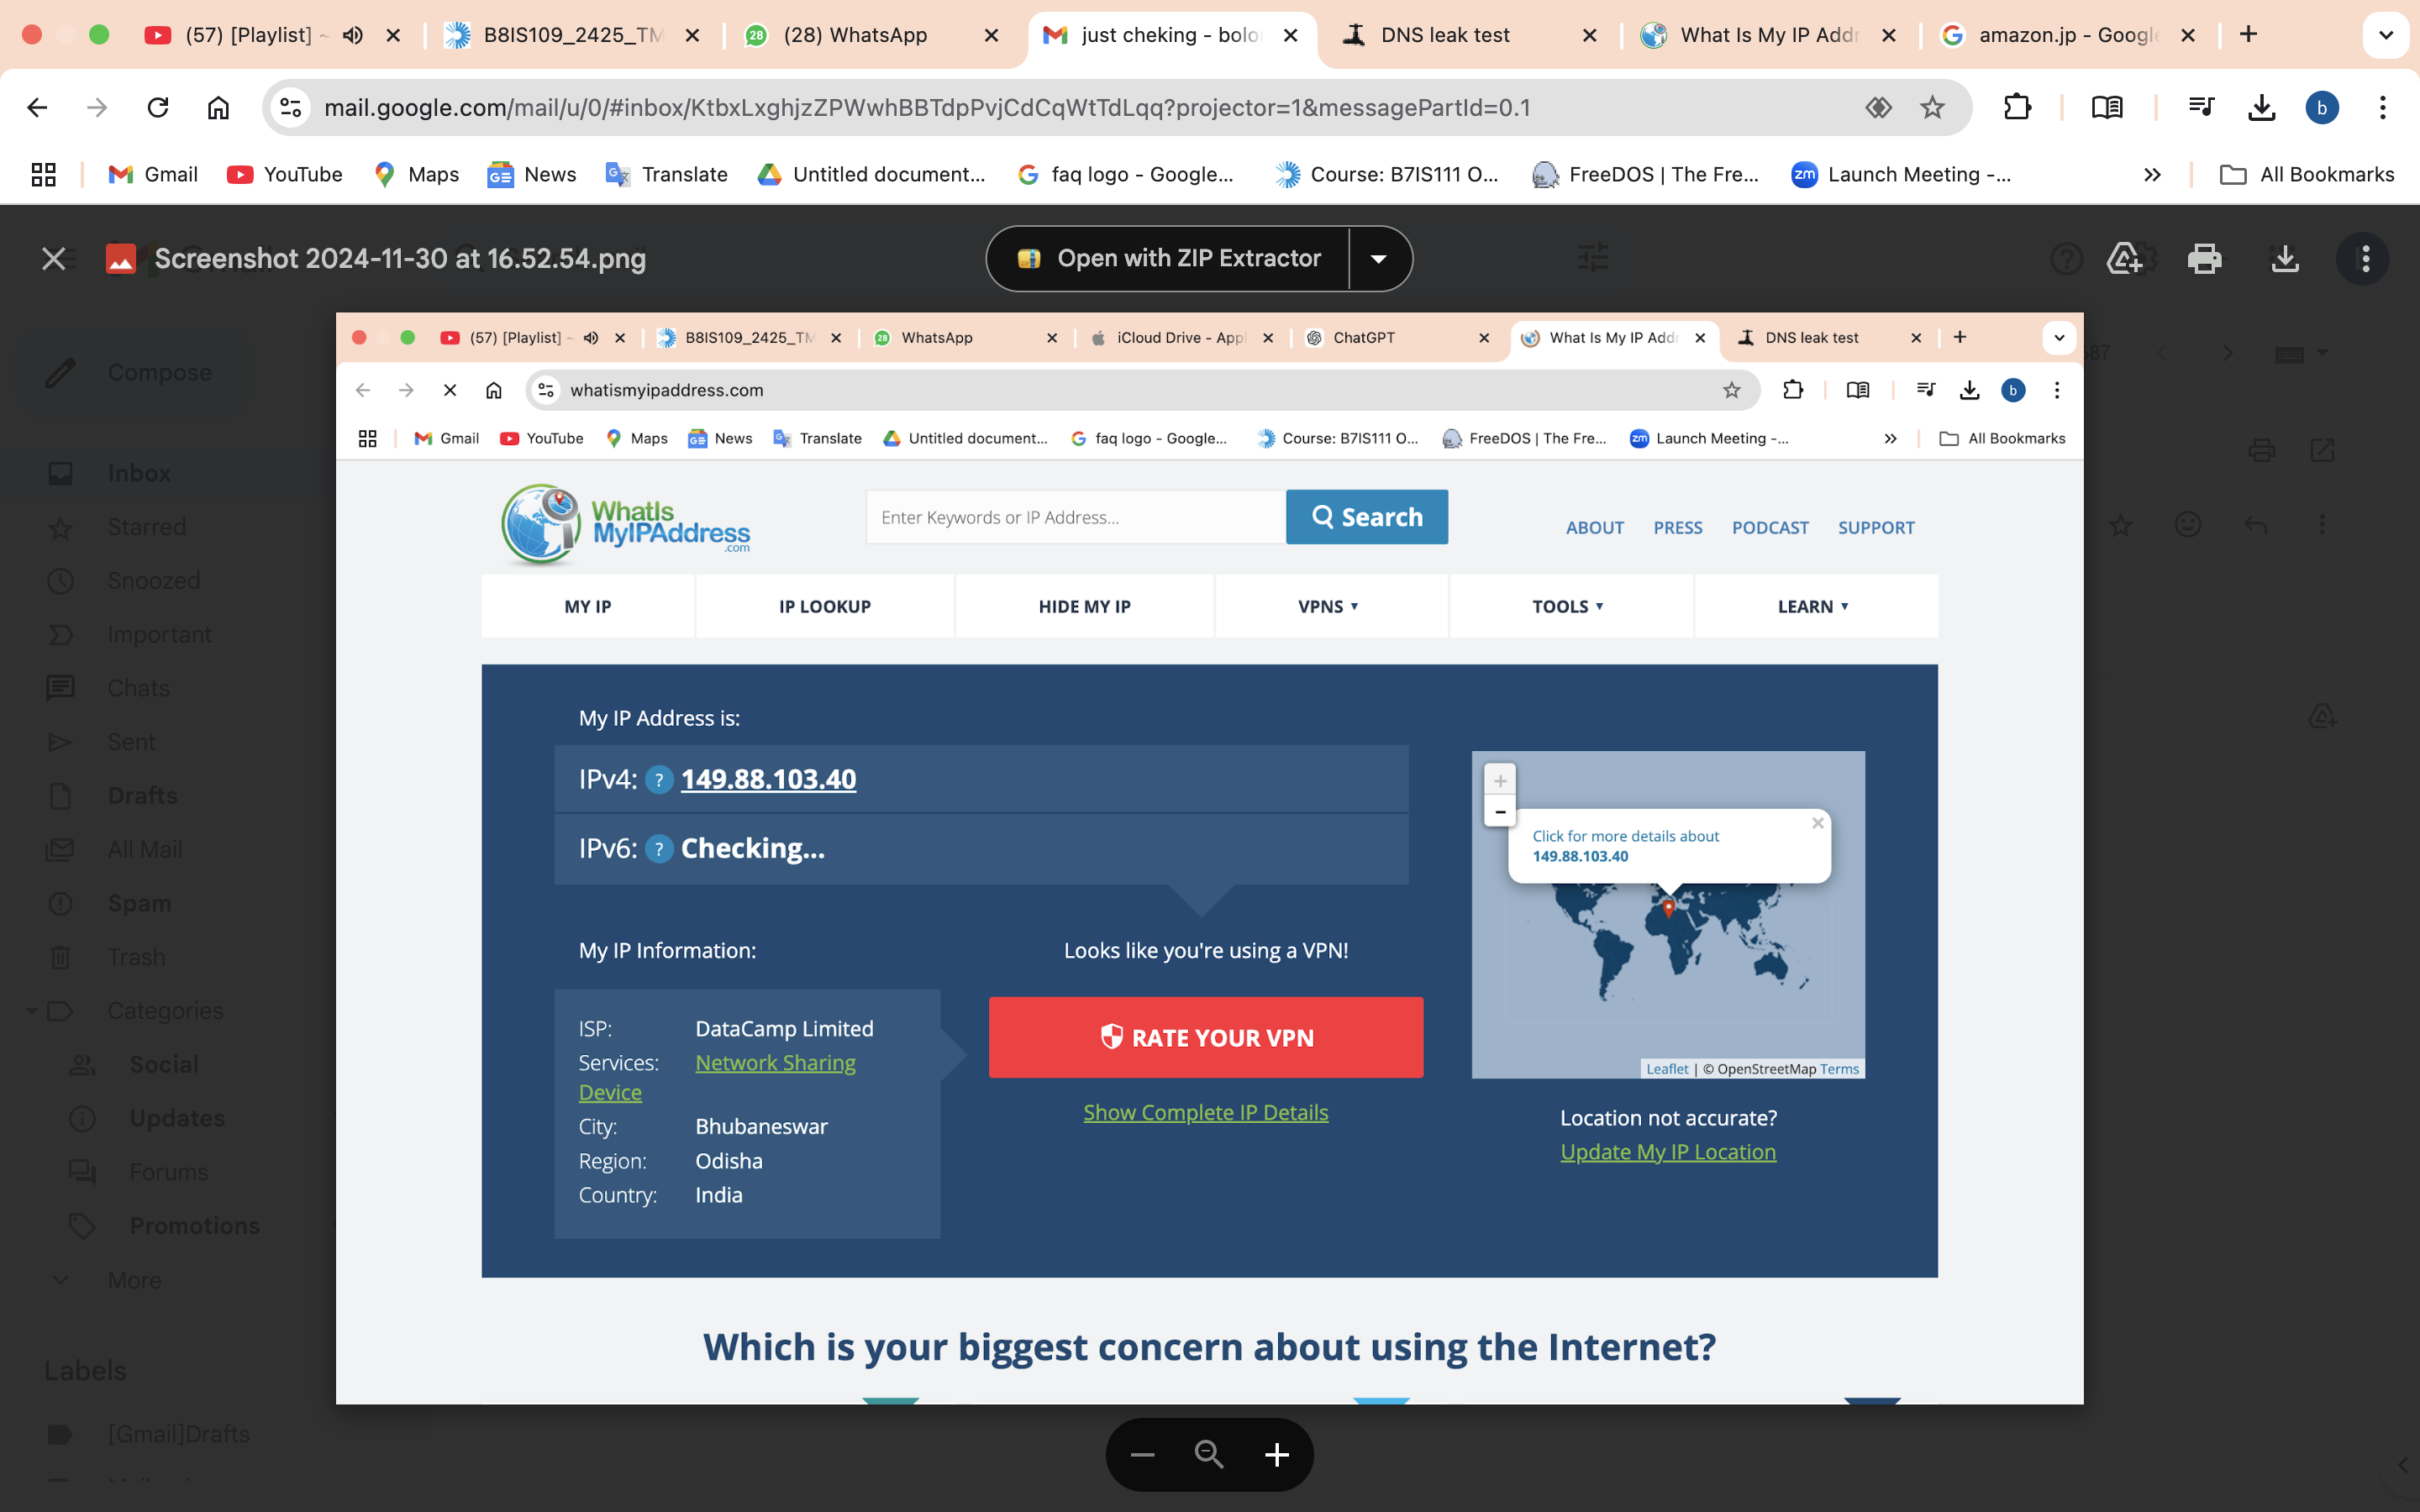 (57) [Playlist] ~
B8IS109_2425_TM
(28) WhatsApp
just cheking - bolo
DNS leak test
What Is My IP Addr
amazon.jp - Google
mail.google.com/mail/u/0/#inbox/KtbxLxghjzZPWwhBBTdpPvjCdCqWtTdLqq?projector=1&messagePartId=0.1
b
Gmail
YouTube
Maps
News
Translate
Untitled document...
faq logo - Google...
Course: B7IS111 O...
FreeDOS | The Fre...
zm Launch Meeting -...
All Bookmarks
Screenshot 2024-11-30 at 16.52.54.png
Open with ZIP Extractor
Compose
Inbox
Starred
Snoozed
Important
Chats
Sent
Drafts
All Mail
Spam
Trash
Categories
Social
Updates
Forums
Promotions
More
Labels
[Gmail]Drafts
(57) [Playlist] ~
B8IS109_2425_TM
28 WhatsApp
iCloud Drive - Appl
ChatGPT
What Is My IP Addr
DNS leak test
whatismyipaddress.com
b
Gmail
YouTube
Maps
News
Translate
Untitled document...
faq logo - Google...
Course: B7IS111 O...
FreeDOS | The Fre...
zm Launch Meeting -...
All Bookmarks
WhatIs
MyIPAddress
.com
Enter Keywords or IP Address...
Search
ABOUT
PRESS
PODCAST
SUPPORT
MY IP
IP LOOKUP
HIDE MY IP
VPNS
TOOLS
LEARN
My IP Address is:
IPv4: ? 149.88.103.40
IPv6: ? Checking...
My IP Information:
ISP: DataCamp Limited
Services: Network Sharing
Device
City: Bhubaneswar
Region: Odisha
Country: India
Looks like you're using a VPN!
RATE YOUR VPN
Show Complete IP Details
+
−
Click for more details about
149.88.103.40
Leaflet | © OpenStreetMap Terms
Location not accurate?
Update My IP Location
Which is your biggest concern about using the Internet?